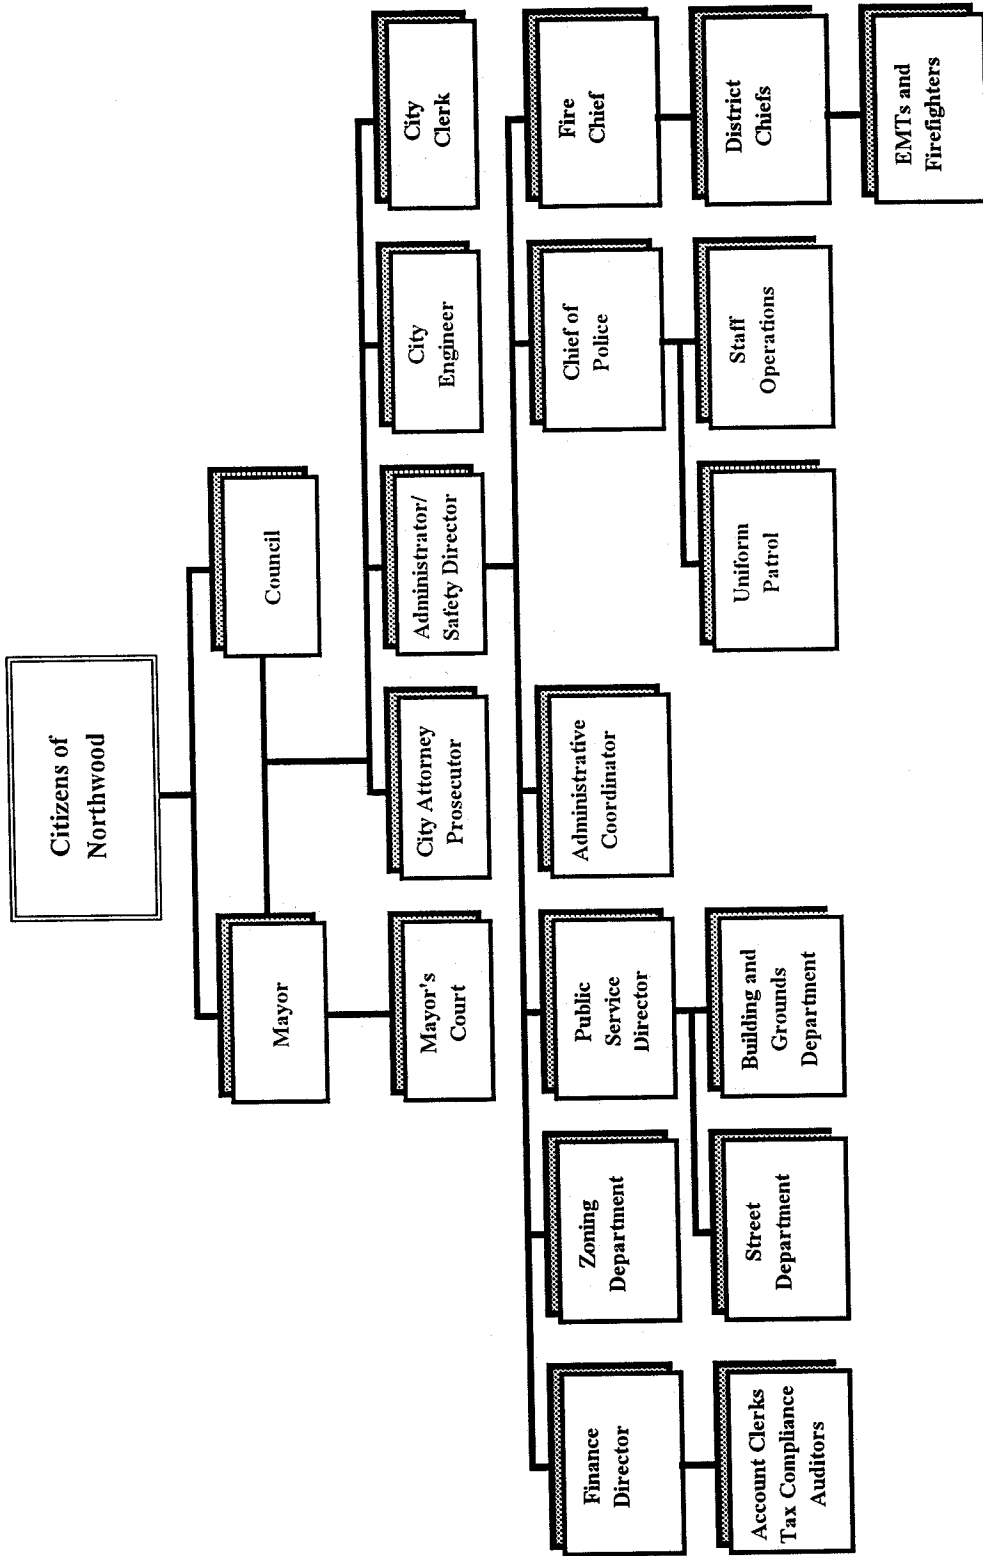 Citizens of
Northwood
Mayor
Council
Mayor's
Court
City Attorney
Prosecutor
Administrator/
Safety Director
City
Engineer
City
Clerk
Finance
Director
Zoning
Department
Public
Service
Director
Administrative
Coordinator
Chief of
Police
Fire
Chief
Account Clerks
Tax Compliance
Auditors
Street
Department
Building and
Grounds
Department
Uniform
Patrol
Staff
Operations
District
Chiefs
EMTs and
Firefighters